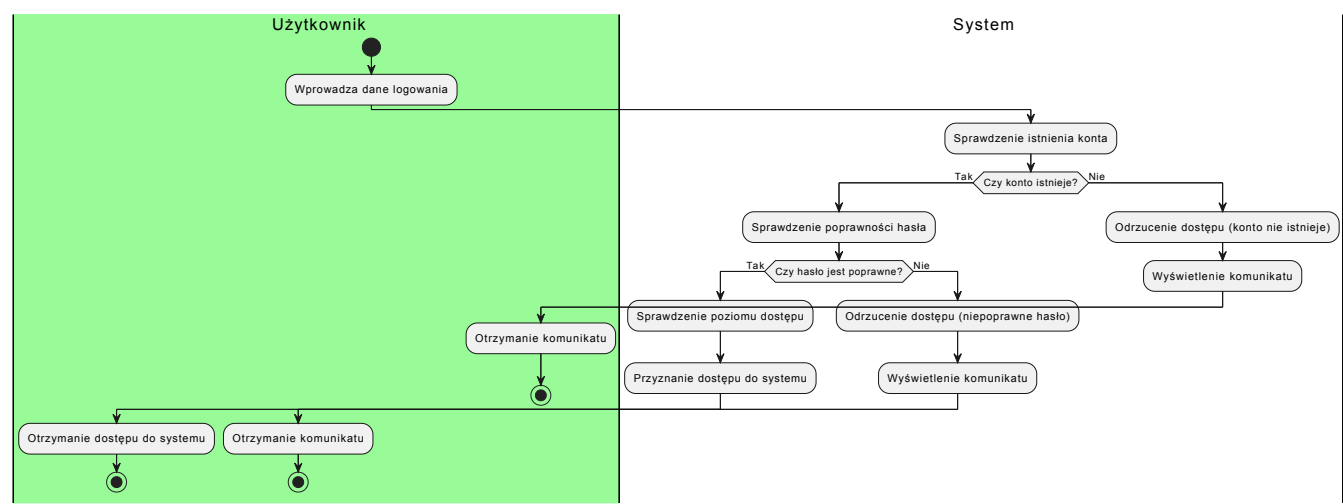 Użytkownik
System
Wprowadza dane logowania
Sprawdzenie istnienia konta
Tak
Czy konto istnieje?
Nie
Sprawdzenie poprawności hasła
Odrzucenie dostępu (konto nie istnieje)
Tak
Czy hasło jest poprawne?
Nie
Wyświetlenie komunikatu
Sprawdzenie poziomu dostępu
Odrzucenie dostępu (niepoprawne hasło)
Otrzymanie komunikatu
Przyznanie dostępu do systemu
Wyświetlenie komunikatu
Otrzymanie dostępu do systemu
Otrzymanie komunikatu